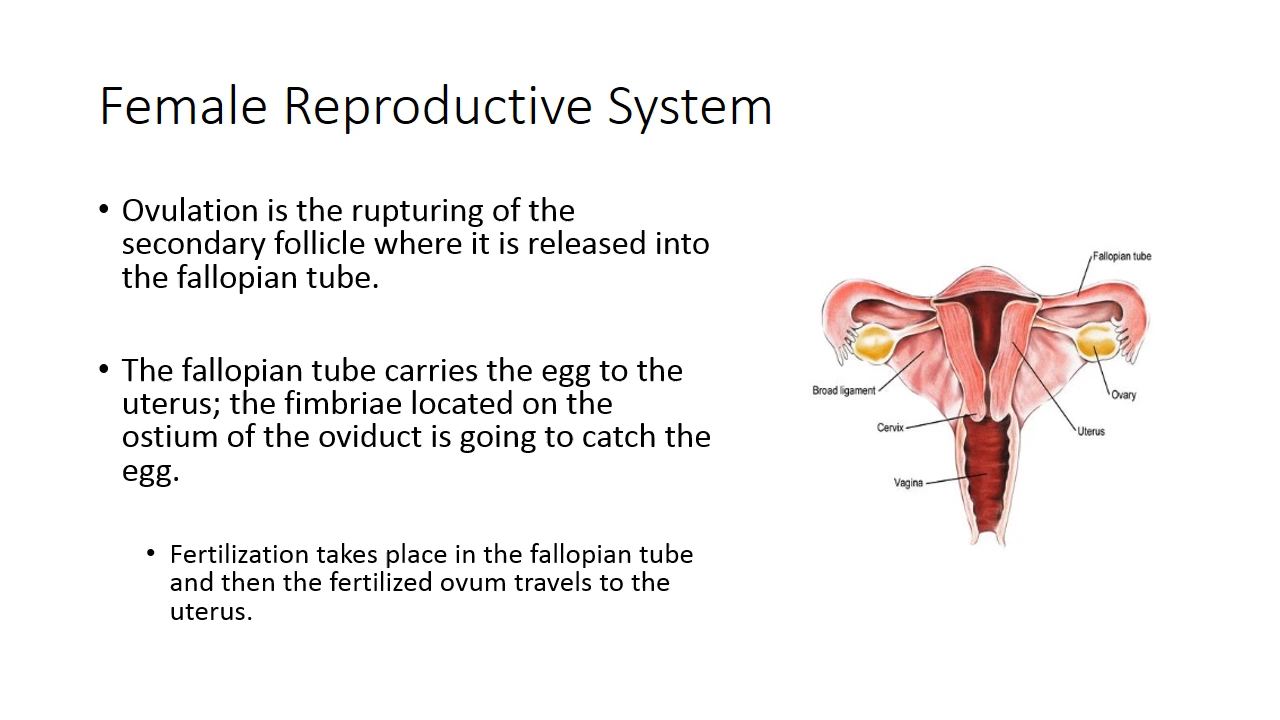 Female Reproductive System
• Ovulation is the rupturing of the
secondary follicle where it is released into
the fallopian tube.
• The fallopian tube carries the egg to the
uterus; the fimbriae located on the
ostium of the oviduct is going to catch the
egg.
• Fertilization takes place in the fallopian tube
and then the fertilized ovum travels to the
uterus.
Fallopian tube
Broad ligament
Ovary
Cervix
Uterus
Vagina